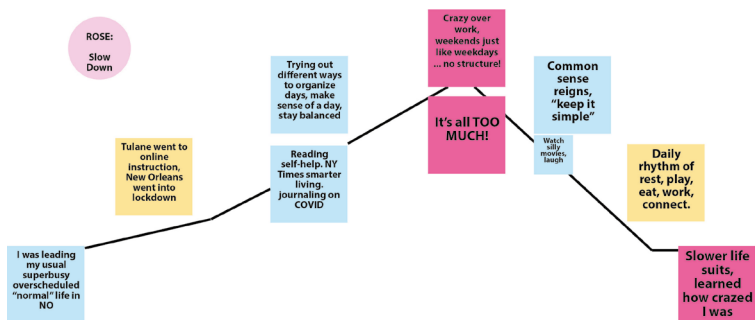 ROSE:
Slow
Down
I was leading
my usual
superbusy
overscheduled
“normal” life in
NO
Tulane went to
online
instruction,
New Orleans
went into
lockdown
Trying out
different ways
to organize
days, make
sense of a day,
stay balanced
Reading
self-help. NY
Times smarter
living.
journaling on
COVID
Crazy over
work,
weekends just
like weekdays
... no structure!
It’s all TOO
MUCH!
Common
sense
reigns,
“keep it
simple”
Watch
silly
movies,
laugh
Daily
rhythm of
rest, play,
eat, work,
connect.
Slower life
suits,
learned
how crazed
I was